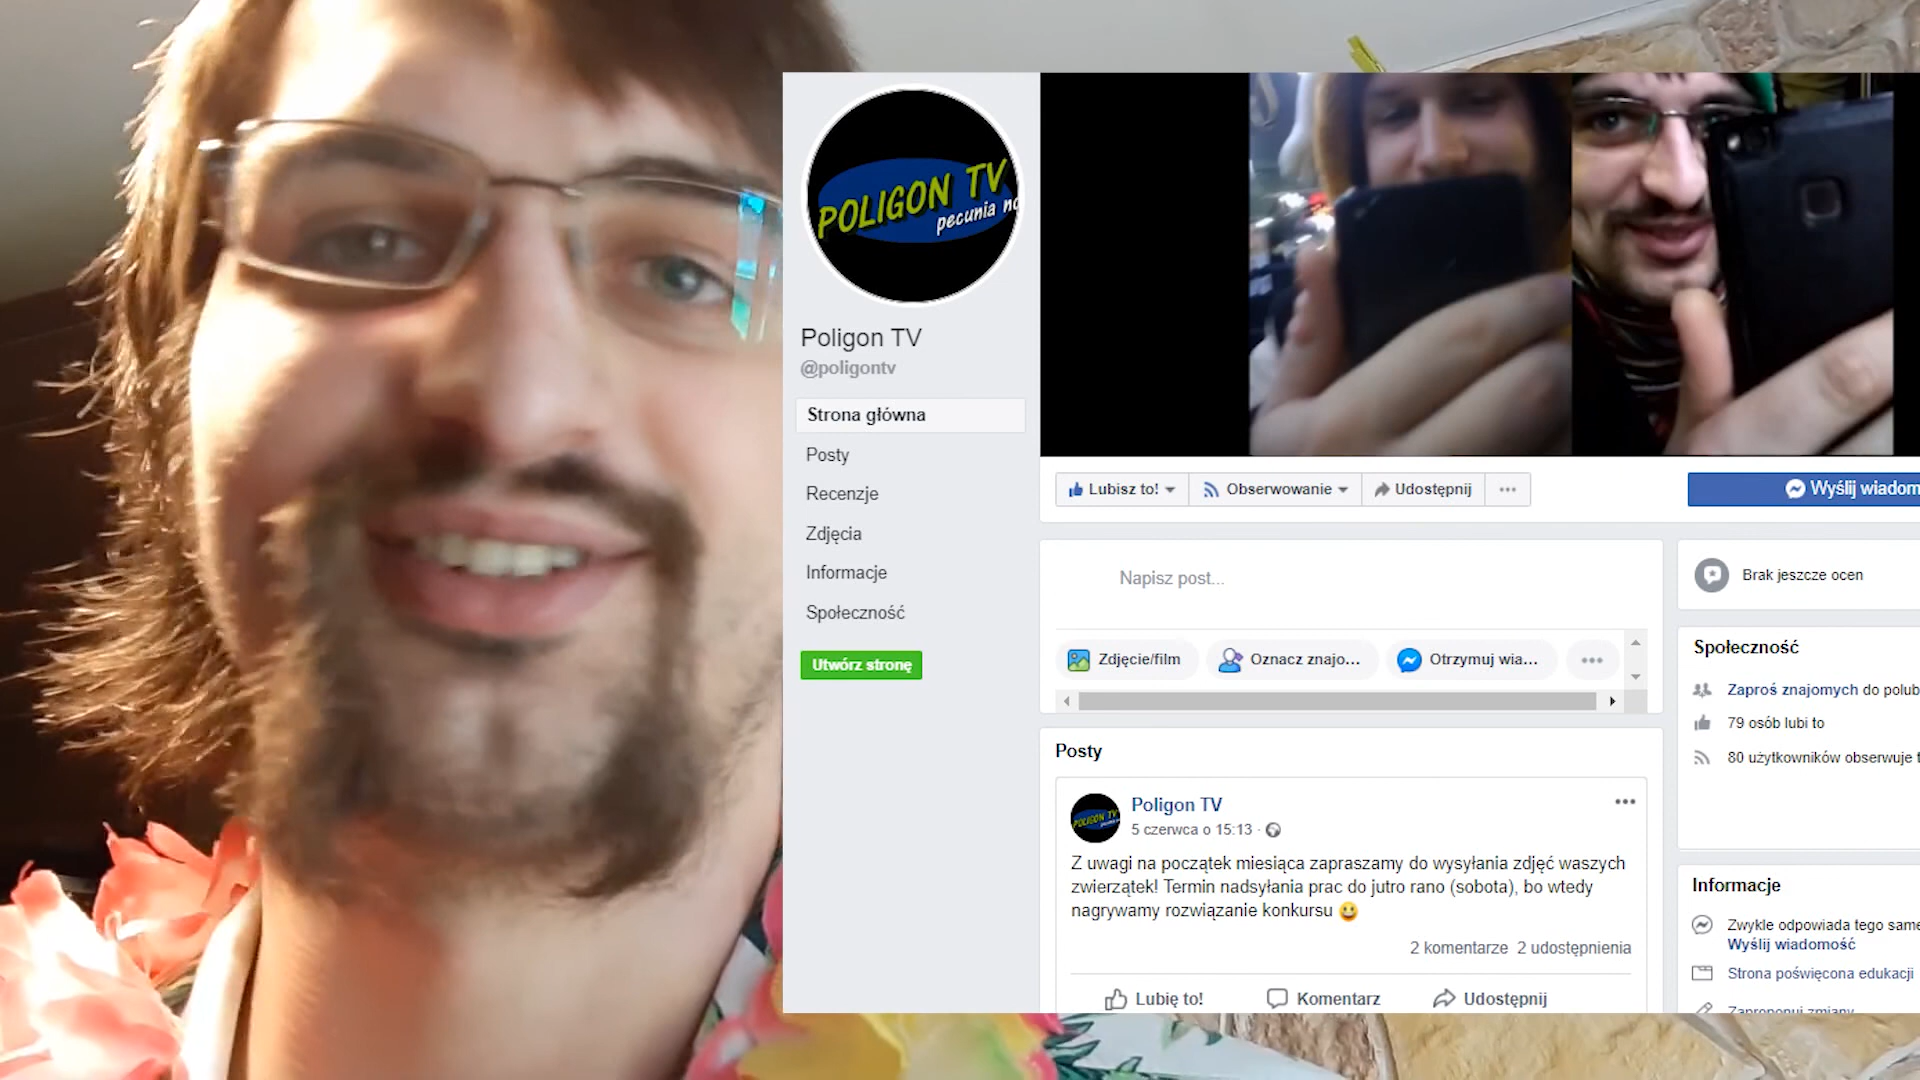 POLIGON TV
pecunia no
Poligon TV
@poligontv
Strona główna
Posty
Recenzje
Zdjęcia
Informacje
Społeczność
Utwórz stronę
Lubisz to!
Obserwowanie
Udostępnij
Wyślij wiadom
Napisz post...
Zdjęcie/film
Oznacz znajo...
Otrzymuj wia...
Posty
Poligon TV
5 czerwca o 15:13 ·
Z uwagi na początek miesiąca zapraszamy do wysyłania zdjęć waszych
zwierzątek! Termin nadsyłania prac do jutro rano (sobota), bo wtedy
nagrywamy rozwiązanie konkursu
2 komentarze 2 udostępnienia
Lubię to!
Komentarz
Udostępnij
Brak jeszcze ocen
Społeczność
Zaproś znajomych do polub
79 osób lubi to
80 użytkowników obserwuje t
Informacje
Zwykle odpowiada tego same
Wyślij wiadomość
Strona poświęcona edukacji
Zaproponuj zmiany